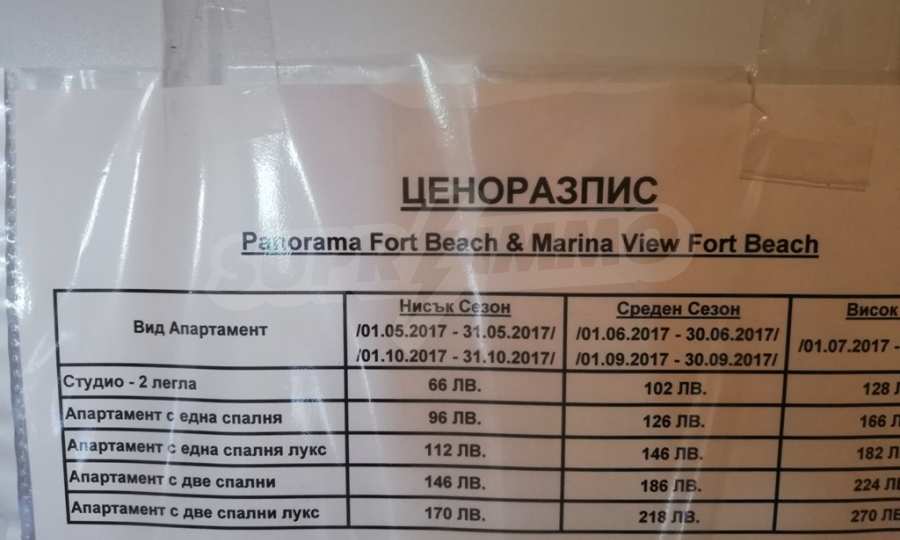 ЦЕНОРАЗПИС
Panorama Fort Beach & Marina View Fort Beach
SUPRIMMO
Вид Апартамент
Нисък Сезон
/01.05.2017 - 31.05.2017/
/01.10.2017 - 31.10.2017/
Среден Сезон
/01.06.2017 - 30.06.2017/
/01.09.2017 - 30.09.2017/
Висок
/01.07.2017 -
Студио - 2 легла 66 ЛВ. 102 ЛВ. 128
Апартамент с една спалня 96 ЛВ. 126 ЛВ. 166
Апартамент с една спалня лукс 112 ЛВ. 146 ЛВ. 182
Апартамент с две спални 146 ЛВ. 186 ЛВ. 224
Апартамент с две спални лукс 170 ЛВ. 218 ЛВ. 270